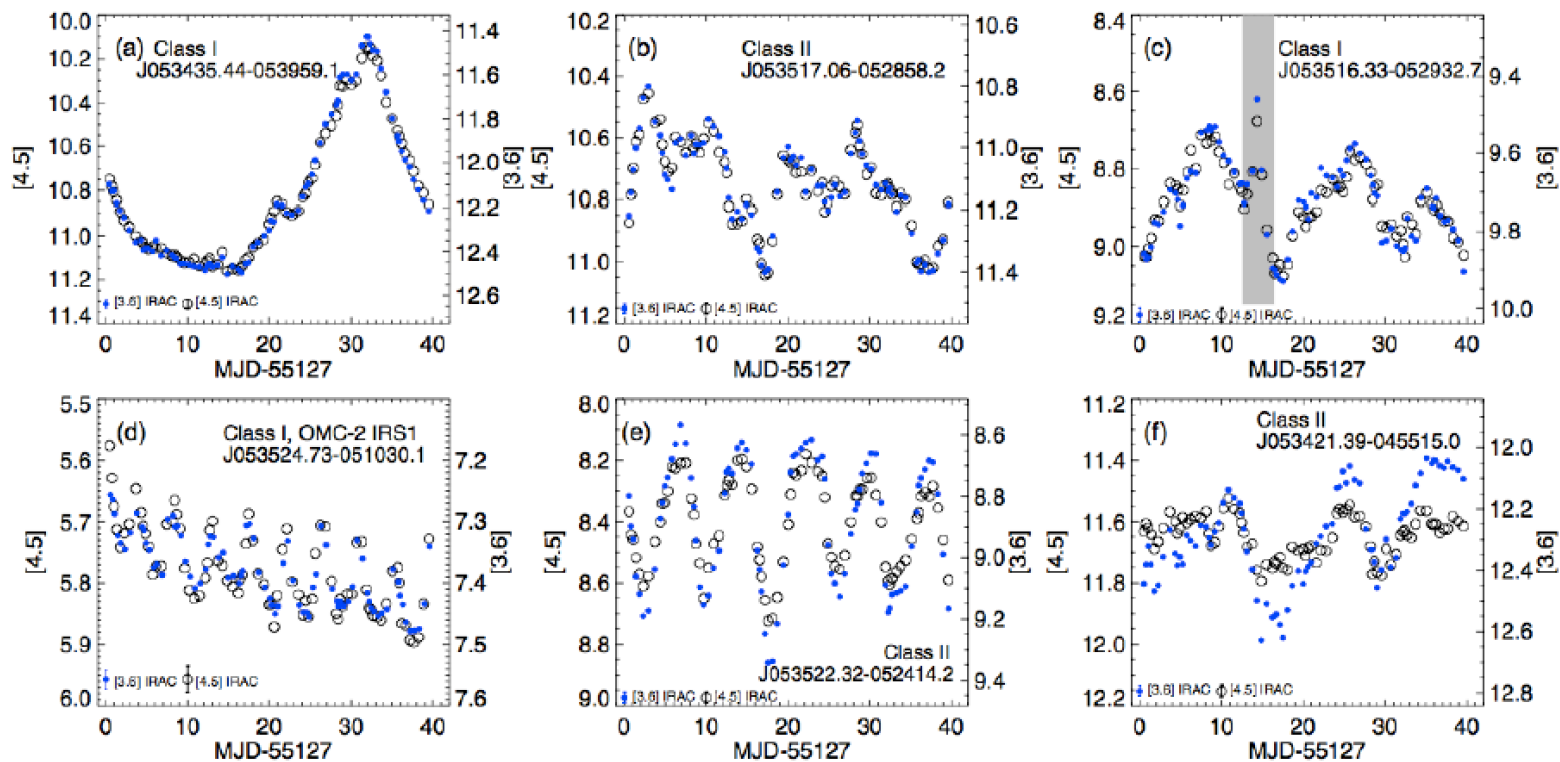 (a) Class I
J053435.44-053959.1
[4.5]
10.0
10.2
10.4
10.6
10.8
11.0
11.2
11.4
11.4
11.6
11.8
12.0
12.2
12.4
12.6
[3.6]
[3.6] IRAC [4.5] IRAC
0 10 20 30 40
MJD-55127
(b) Class II
J053517.06-052858.2
[4.5]
10.2
10.4
10.6
10.8
11.0
11.2
10.6
10.8
11.0
11.2
11.4
[3.6]
[3.6] IRAC [4.5] IRAC
0 10 20 30 40
MJD-55127
(c) Class I
J053516.33-052932.7
[4.5]
8.4
8.6
8.8
9.0
9.2
9.4
9.6
9.8
10.0
[3.6]
[3.6] IRAC [4.5] IRAC
0 10 20 30 40
MJD-55127
(d) Class I, OMC-2 IRS1
J053524.73-051030.1
[4.5]
5.5
5.6
5.7
5.8
5.9
6.0
7.2
7.3
7.4
7.5
7.6
[3.6]
[3.6] IRAC [4.5] IRAC
0 10 20 30 40
MJD-55127
(e)
[4.5]
8.0
8.2
8.4
8.6
8.8
9.0
8.6
8.8
9.0
9.2
9.4
[3.6]
Class II
J053522.32-052414.2
[3.6] IRAC [4.5] IRAC
0 10 20 30 40
MJD-55127
(f) Class II
J053421.39-045515.0
[4.5]
11.2
11.4
11.6
11.8
12.0
12.2
12.0
12.2
12.4
12.6
12.8
[3.6]
[3.6] IRAC [4.5] IRAC
0 10 20 30 40
MJD-55127